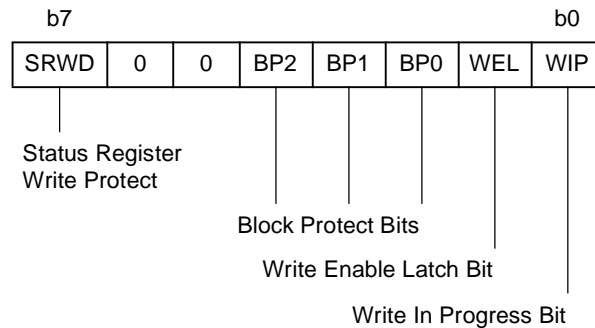 b7 b0
SRWD 0 0 BP2 BP1 BP0 WEL WIP
Status Register
Write Protect
Block Protect Bits
Write Enable Latch Bit
Write In Progress Bit